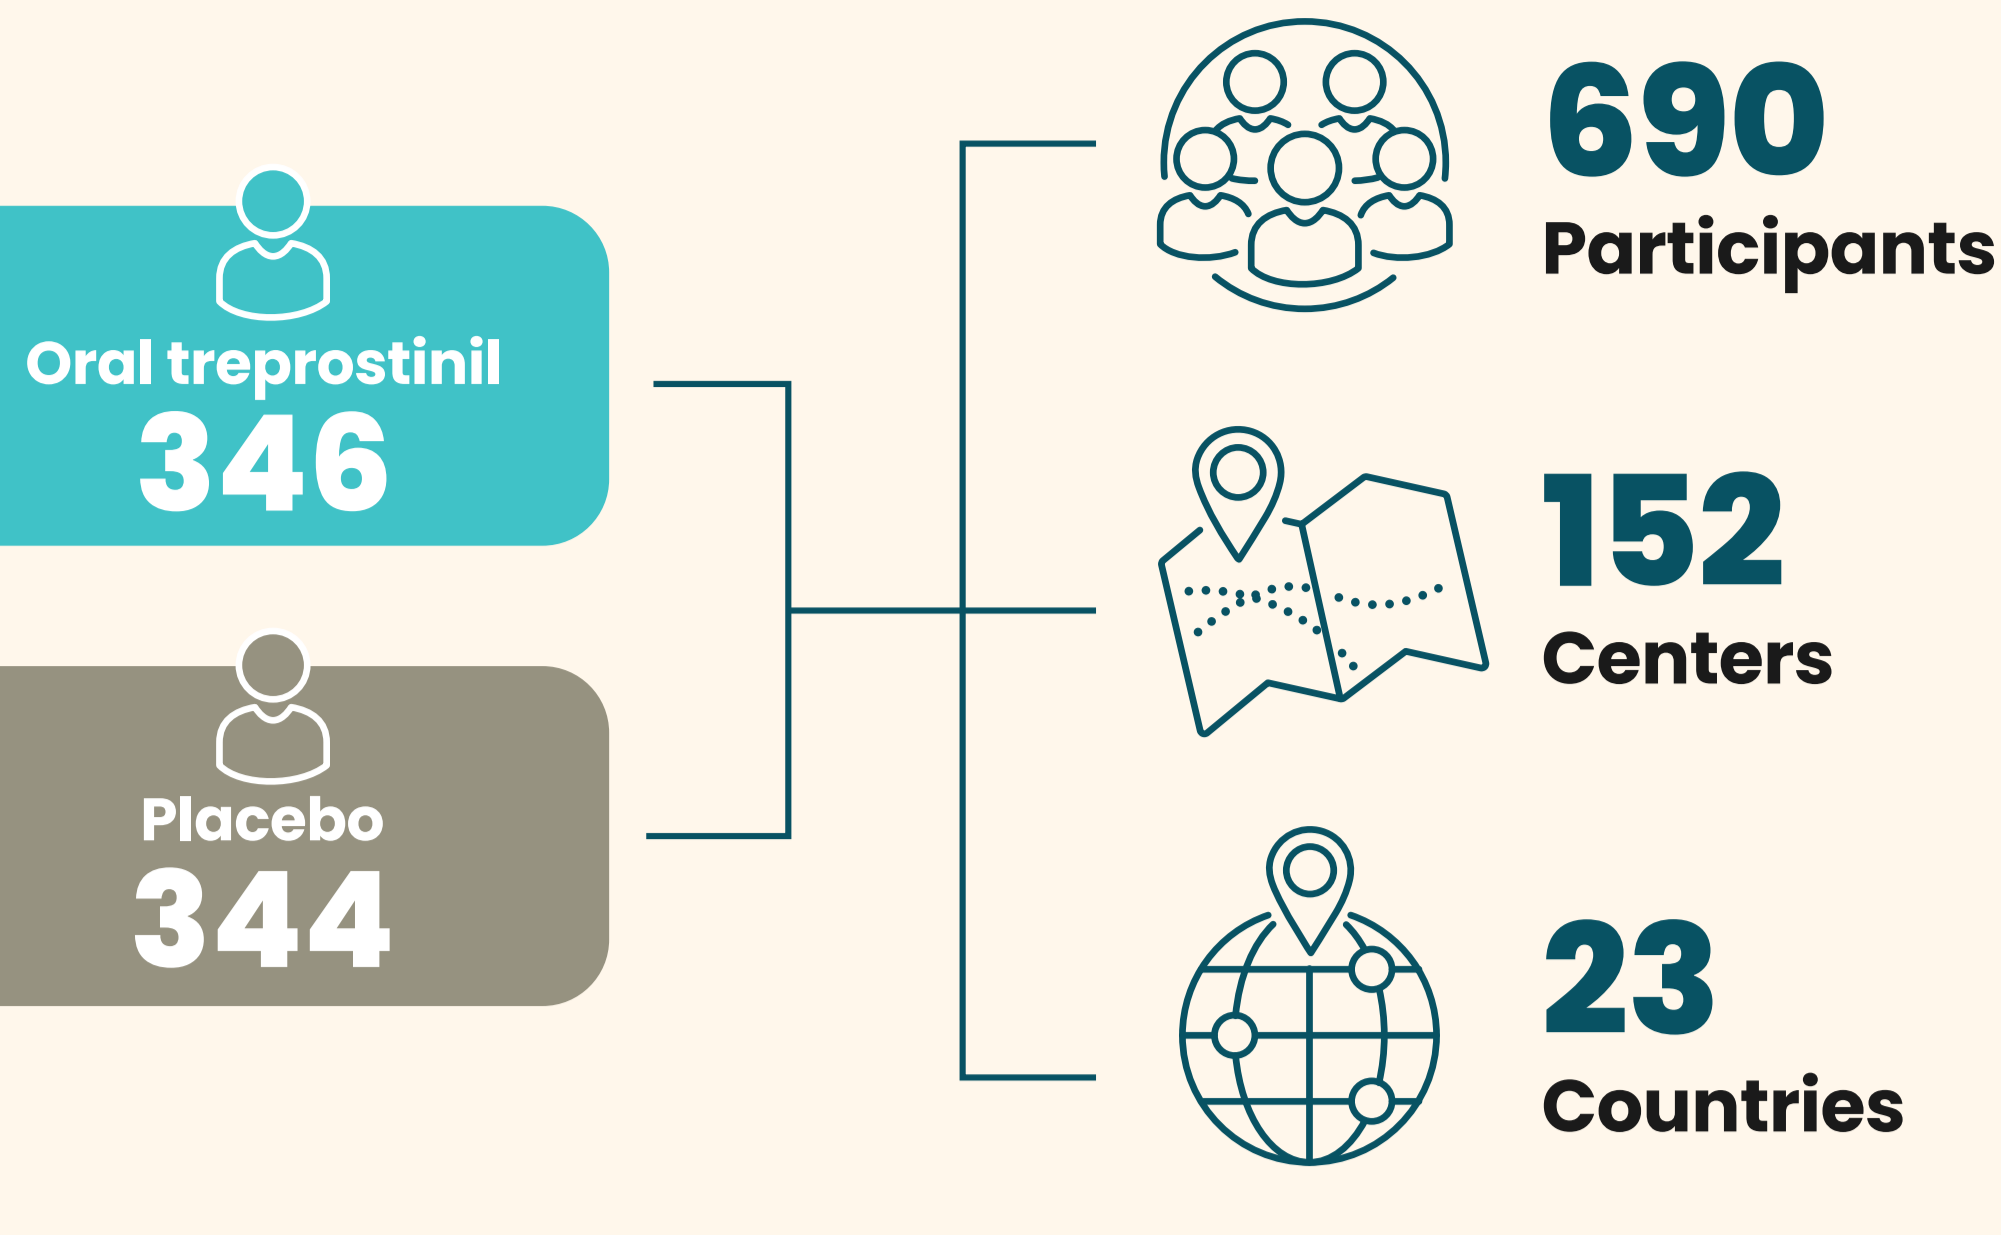 Oral treprostinil
346
Placebo
344
690
Participants
152
Centers
23
Countries